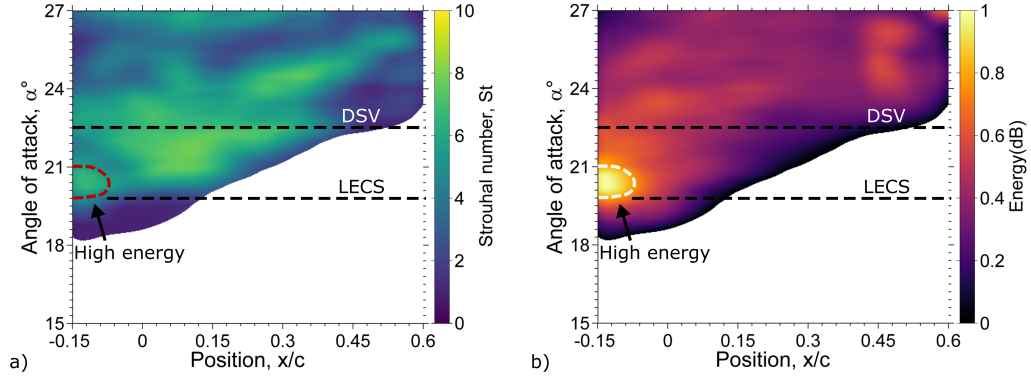 27
24
21
18
15
Angle of attack, α°
-0.15
0
0.15
0.3
0.45
0.6
Position, x/c
DSV
LECS
High energy
10
8
6
4
2
0
Strouhal number, St
a)
27
24
21
18
15
Angle of attack, α°
-0.15
0
0.15
0.3
0.45
0.6
Position, x/c
DSV
LECS
High energy
1
0.8
0.6
0.4
0.2
0
Energy(dB)
b)